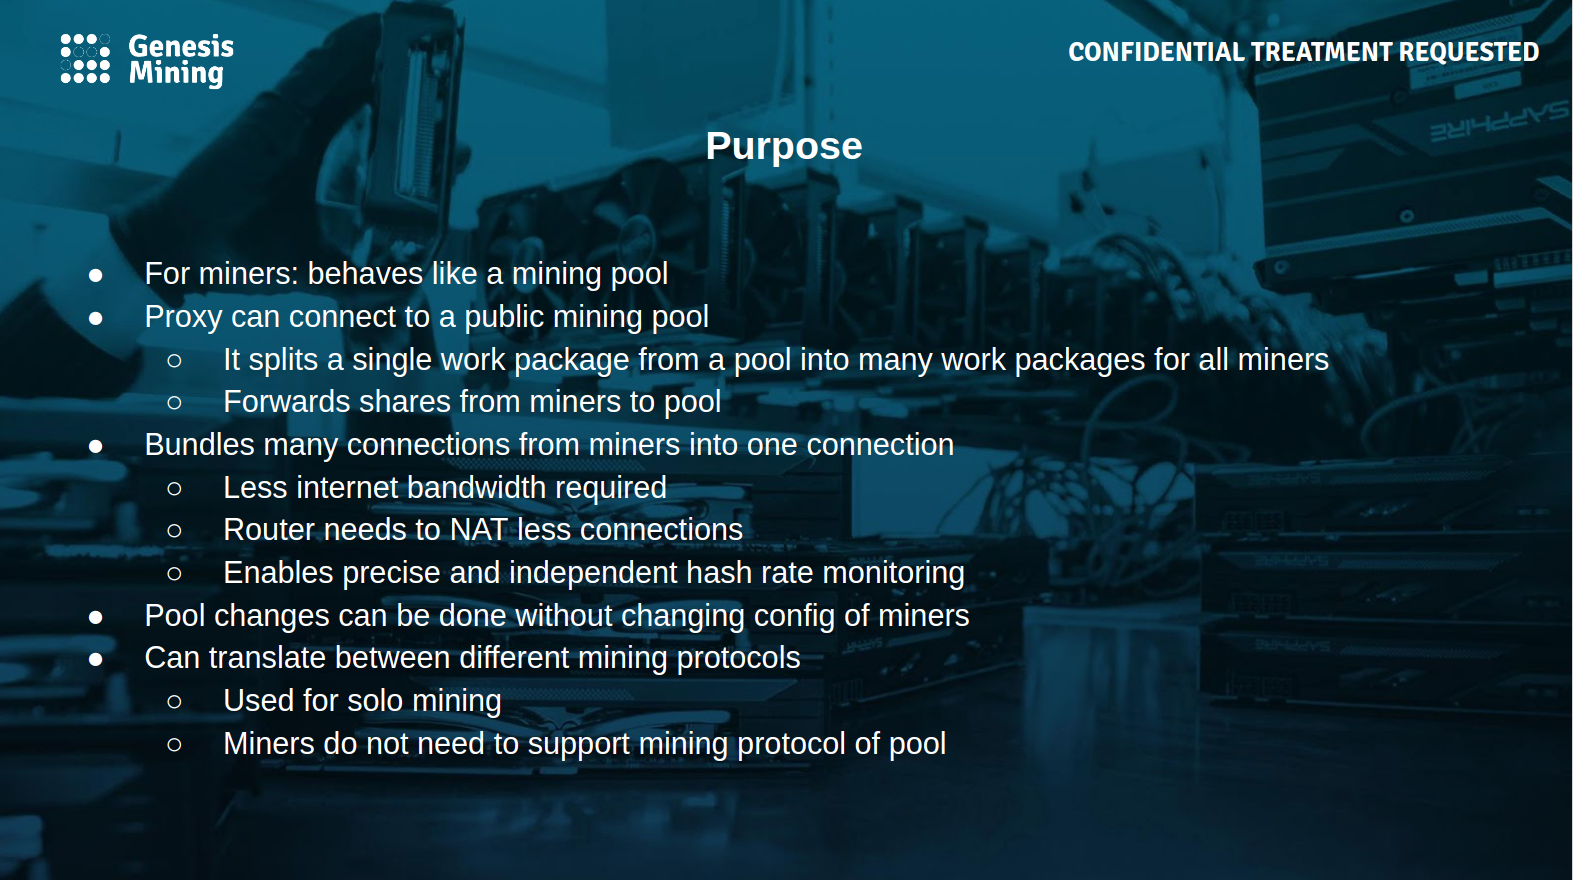 Genesis
Mining
CONFIDENTIAL TREATMENT REQUESTED
Purpose
● For miners: behaves like a mining pool
● Proxy can connect to a public mining pool
○ It splits a single work package from a pool into many work packages for all miners
○ Forwards shares from miners to pool
● Bundles many connections from miners into one connection
○ Less internet bandwidth required
○ Router needs to NAT less connections
○ Enables precise and independent hash rate monitoring
● Pool changes can be done without changing config of miners
● Can translate between different mining protocols
○ Used for solo mining
○ Miners do not need to support mining protocol of pool
SAPPHIRE
SAPPHIRE
SAPPHIRE
SAPPHIRE